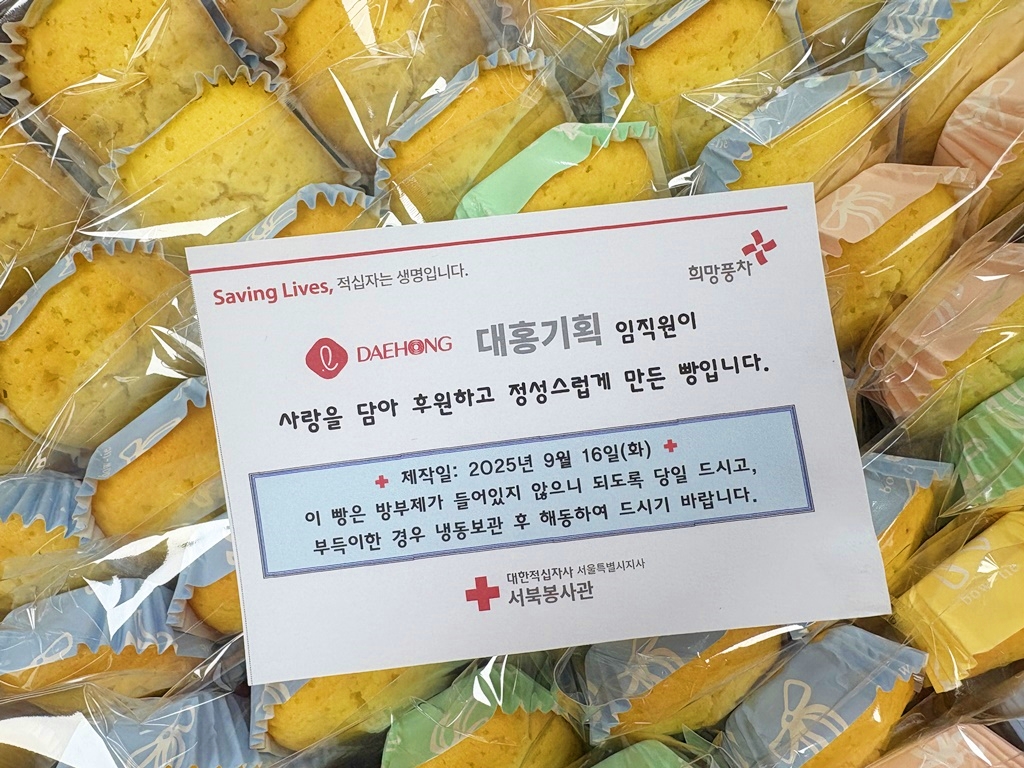 Saving Lives, 적십자는 생명입니다.
희망풍차
DAEHONG 대홍기획 임직원이
사랑을 담아 후원하고 정성스럽게 만든 빵입니다.
제작일: 2025년 9월 16일(화)
이 빵은 방부제가 들어있지 않으니 되도록 당일 드시고,
부득이한 경우 냉동보관 후 해동하여 드시기 바랍니다.
대한적십자사 서울특별시지사
서북봉사관